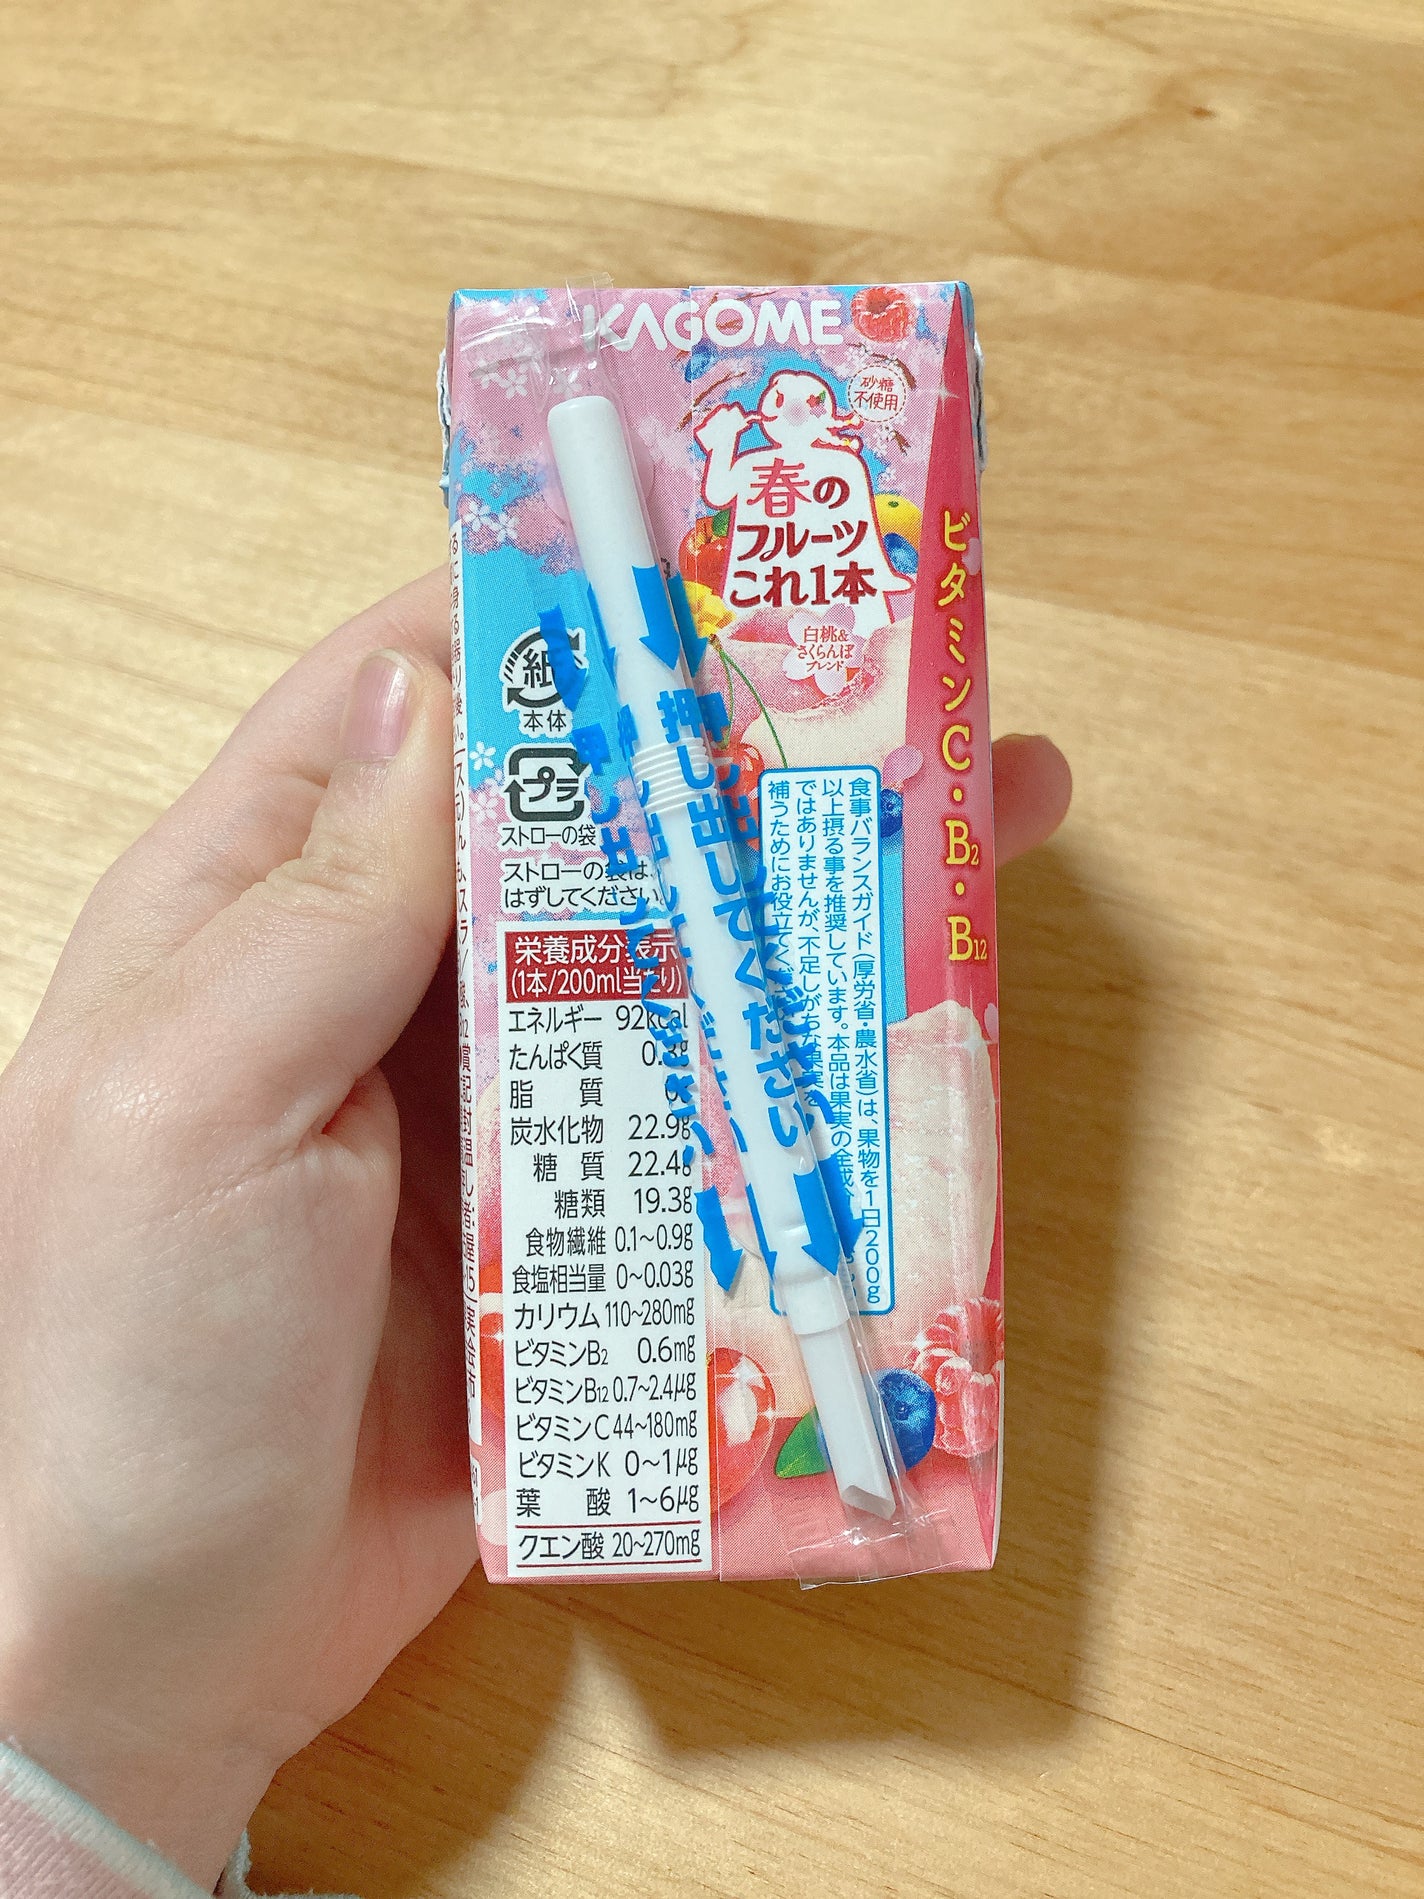 KAGOME
砂糖
不使用
春の
フルーツ
これ1本
白桃&
さくらんぼ
ブレンド
ビタミンC・B2・B12
紙
本体
プラ
ストローの袋
ストローの袋は、
はずしてください。
押し出してください
食事バランスガイド(厚労省・農水省)は、果物を1日200g
以上摂る事を推奨しています。本品は果実の全成分
ではありませんが、不足しがちな果実を
補うためにお役立てください
栄養成分表示
(1本/200ml当たり)
エネルギー 92kcal
たんぱく質 0.3g
脂質
炭水化物 22.9g
糖質 22.4g
糖類 19.3g
食物繊維 0.1~0.9g
食塩相当量 0~0.03g
カリウム 110~280mg
ビタミンB2 0.6mg
ビタミンB12 0.7~2.4μg
ビタミンC 44~180mg
ビタミンK 0~1μg
葉酸 1~6μg
クエン酸 20~270mg